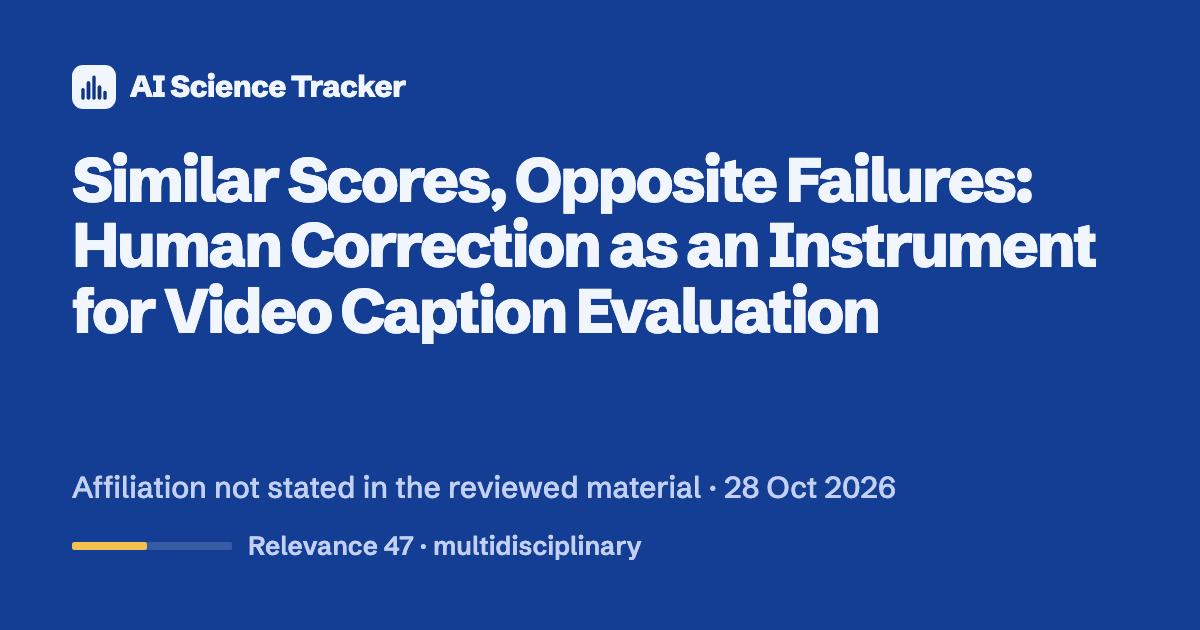 AI Science Tracker
Similar Scores, Opposite Failures:
Human Correction as an Instrument
for Video Caption Evaluation
Affiliation not stated in the reviewed material · 28 Oct 2026
Relevance 47 · multidisciplinary